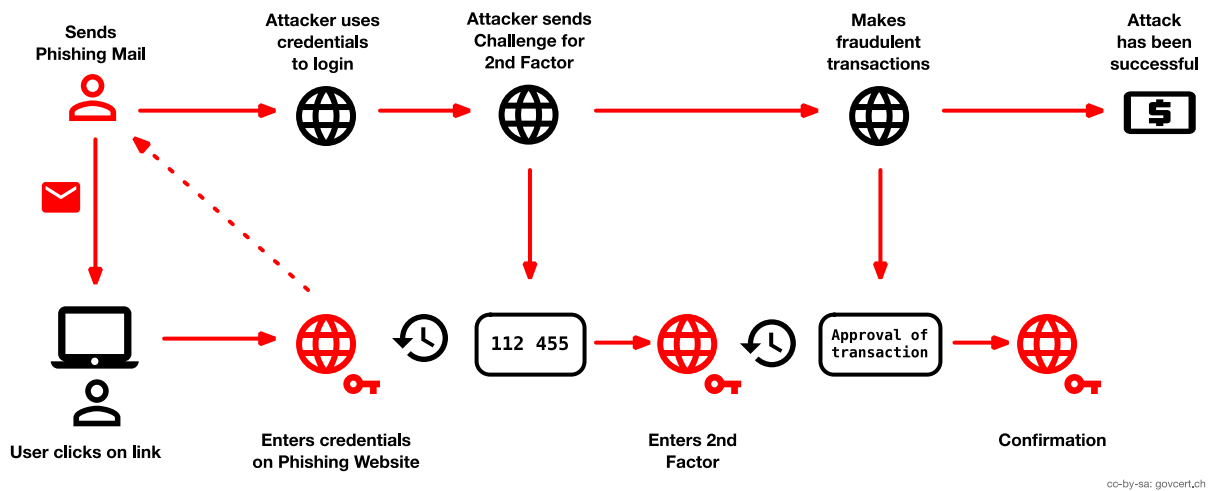 Sends
Phishing Mail
Attacker uses
credentials
to login
Attacker sends
Challenge for
2nd Factor
Makes
fraudulent
transactions
Attack
has been
successful
$
112 455
Approval of
transaction
User clicks on link
Enters credentials
on Phishing Website
Enters 2nd
Factor
Confirmation
cc-by-sa: govcert.ch